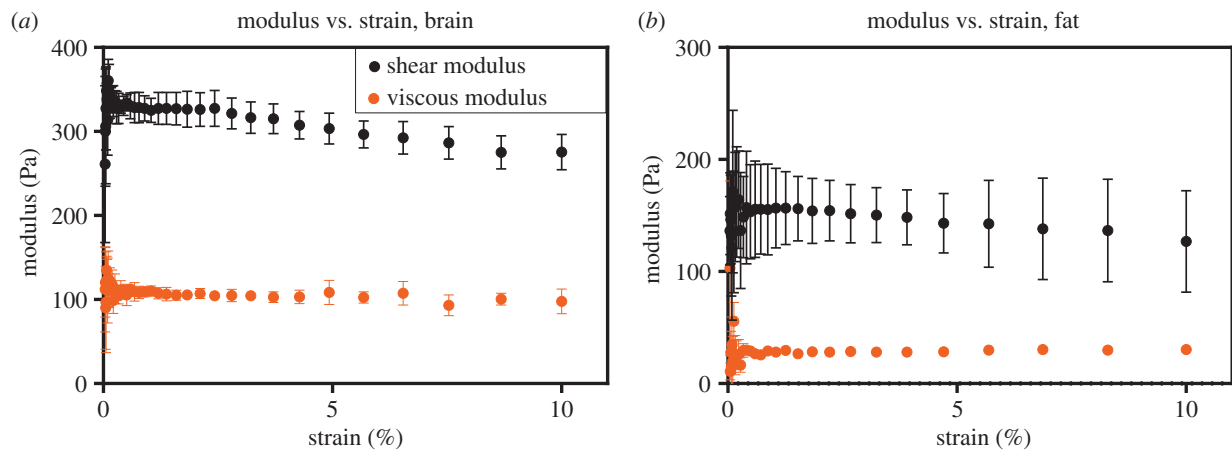 (a) modulus vs. strain, brain
400
300
200
100
0
modulus (Pa)
shear modulus
viscous modulus
0 5 10
strain (%)
(b) modulus vs. strain, fat
300
200
100
0
modulus (Pa)
0 5 10
strain (%)